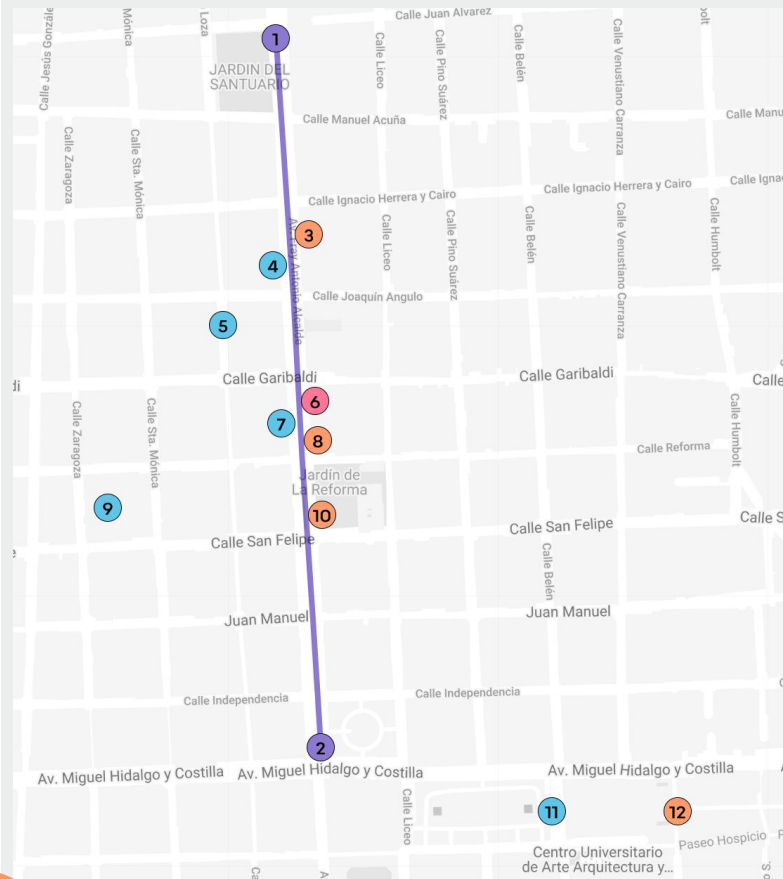 Calle Juan Alvarez
Calle Jesús Gonzále
Mónica
Loza
1
JARDIN DEL
SANTUARIO
Calle Liceo
Calle Pino Suárez
Calle Belén
Calle Venustiano Carranza
Calle Manuel Acuña
Calle Manu
Calle Zaragoza
Calle Sta. Mónica
Calle Ignacio Herrera y Cairo
Calle Ignacio Herrera y Cairo
Calle Igna
3
Av. Fray Antonio Alcalde
4
Calle Liceo
Calle Pino Suárez
Calle Belén
Calle Venustiano Carranza
Calle Humbolt
Calle Joaquín Angulo
5
di
Calle Garibaldi
Calle Garibaldi
Calle
6
7
8
Calle Zaragoza
Calle Sta. Mónica
Calle Reforma
Calle Humbolt
Jardín de
La Reforma
9
10
Calle San Felipe
Calle San Felipe
Calle S
Calle Belén
Juan Manuel
Juan Manuel
Calle Independencia
Calle Independencia
2
Av. Miguel Hidalgo y Costilla
Av. Miguel Hidalgo y Costilla
Av. Miguel Hidalgo y Costilla
Calle Liceo
11
12
Paseo Hospicio
Centro Universitario
de Arte Arquitectura y...